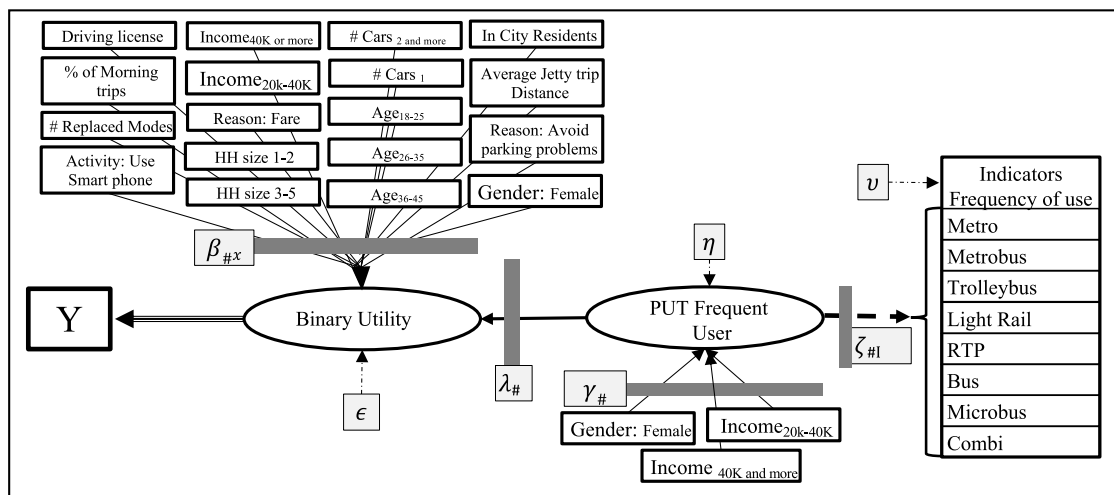 Driving license
% of Morning
trips
# Replaced Modes
Activity: Use
Smart phone
Income40K or more
Income20k-40K
Reason: Fare
HH size 1-2
HH size 3-5
# Cars 2 and more
# Cars 1
Age18-25
Age26-35
Age36-45
In City Residents
Average Jetty trip
Distance
Reason: Avoid
parking problems
Gender: Female
β#x
Y
Binary Utility
ϵ
λ#
η
PUT Frequent
User
γ#
Gender: Female
Income20k-40K
Income 40K and more
ζ#I
υ
Indicators
Frequency of use
Metro
Metrobus
Trolleybus
Light Rail
RTP
Bus
Microbus
Combi